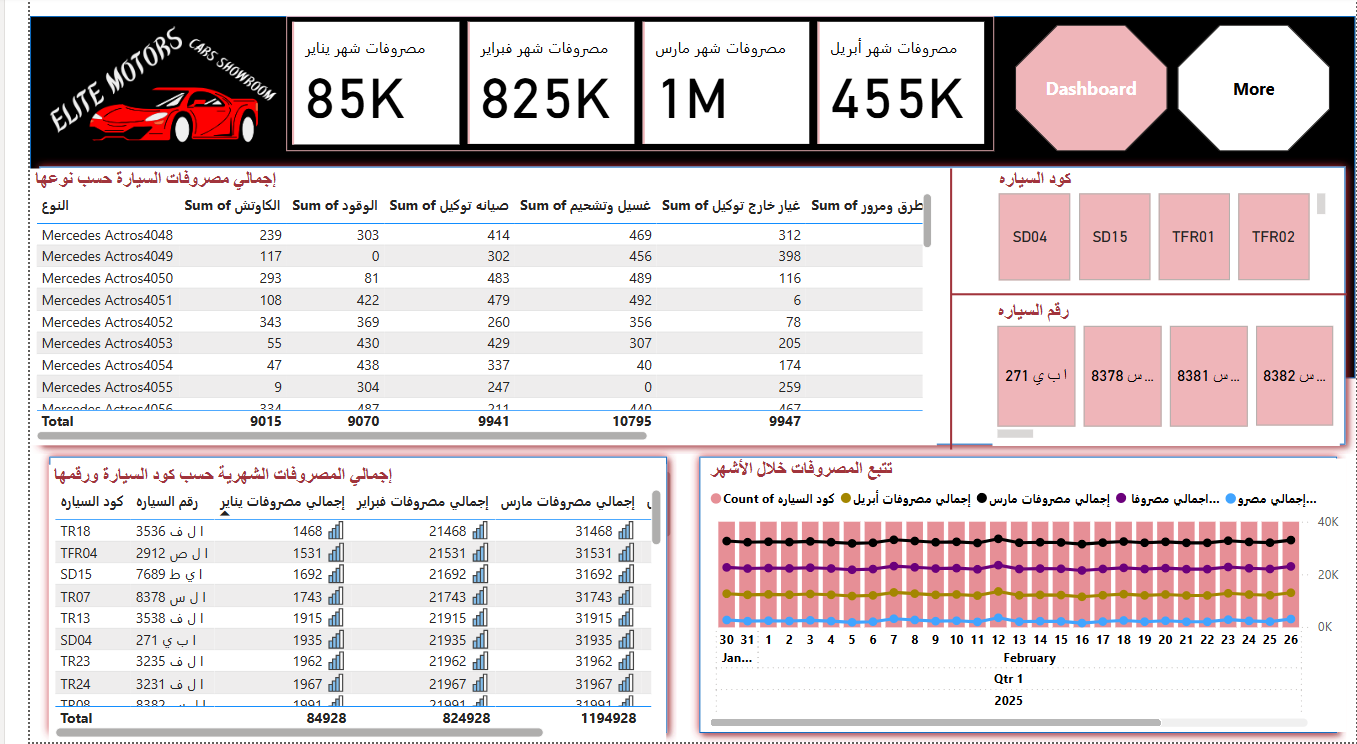 ELITE MOTORS CARS SHOWROOM
مصروفات شهر يناير
85K
مصروفات شهر فبراير
825K
مصروفات شهر مارس
1M
مصروفات شهر أبريل
455K
Dashboard
More
إجمالي مصروفات السيارة حسب نوعها
النوع Sum of الكاوتش Sum of الوقود Sum of صيانه توكيل Sum of غسيل وتشحيم Sum of غيار خارج توكيل Sum of طرق ومرور
Mercedes Actros4048 239 303 414 469 312
Mercedes Actros4049 117 0 302 456 398
Mercedes Actros4050 293 81 483 489 116
Mercedes Actros4051 108 422 479 492 6
Mercedes Actros4052 343 369 260 356 78
Mercedes Actros4053 55 430 429 307 205
Mercedes Actros4054 47 438 337 40 174
Mercedes Actros4055 9 304 247 0 259
Mercedes Actros4056 334 487 211 440 467
Total 9015 9070 9941 10795 9947
كود السياره
SD04
SD15
TFR01
TFR02
رقم السياره
ا ب ي 271
س 8378...
س 8381...
س 8382...
إجمالي المصروفات الشهرية حسب كود السيارة ورقمها
كود السياره رقم السياره إجمالي مصروفات يناير إجمالي مصروفات فبراير إجمالي مصروفات مارس
TR18 ا ل ف 3536 1468 21468 31468
TFR04 ا ل ص 2912 1531 21531 31531
SD15 ا ي ط 7689 1692 21692 31692
TR07 ا ل س 8378 1743 21743 31743
TR13 ا ل ف 3538 1915 21915 31915
SD04 ا ب ي 271 1935 21935 31935
TR23 ا ل ف 3235 1962 21962 31962
TR24 ا ل ف 3231 1967 21967 31967
TR08 ا ل س 8382 1991 21991 31991
Total 84928 824928 1194928
تتبع المصروفات خلال الأشهر
Count of كود السياره إجمالي مصروفات أبريل إجمالي مصروفات مارس إجمالي مصروفا... إجمالي مصرو...
40K
20K
0K
30 31 1 2 3 4 5 6 7 8 9 10 11 12 13 14 15 16 17 18 19 20 21 22 23 24 25 26
Jan... February
Qtr 1
2025